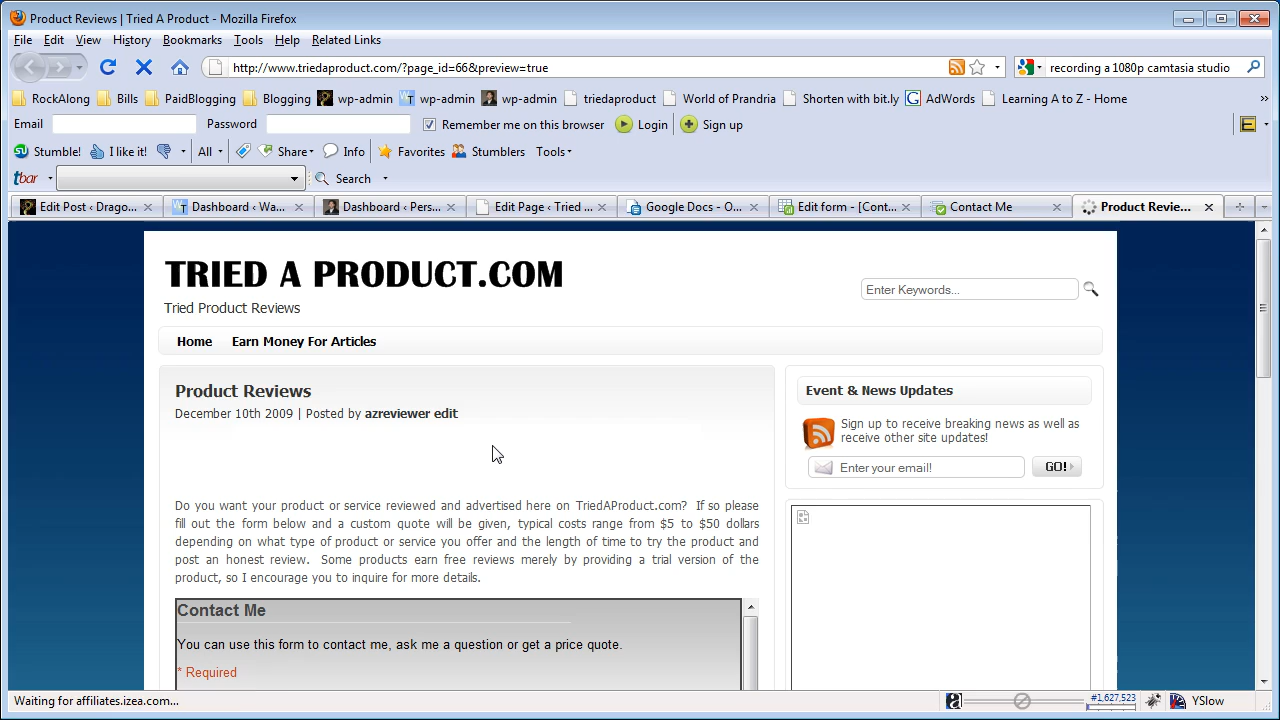 Product Reviews | Tried A Product - Mozilla Firefox
File Edit View History Bookmarks Tools Help Related Links
http://www.triedaproduct.com/?page_id=66&preview=true
recording a 1080p camtasia studio
RockAlong Bills PaidBlogging Blogging wp-admin wp-admin wp-admin triedaproduct World of Prandria Shorten with bit.ly AdWords Learning A to Z - Home »
Email Password Remember me on this browser Login Sign up
Stumble! I like it! All Share Info Favorites Stumblers Tools
tbar Search
Edit Post ‹ Drago... Dashboard ‹ Wa... Dashboard ‹ Pers... Edit Page ‹ Tried ... Google Docs - O... Edit form - [Cont... Contact Me Product Revie...
TRIED A PRODUCT.COM
Tried Product Reviews
Enter Keywords...
Home Earn Money For Articles
Product Reviews
December 10th 2009 | Posted by azreviewer edit
Event & News Updates
Sign up to receive breaking news as well as
receive other site updates!
Enter your email! GO!
Do you want your product or service reviewed and advertised here on TriedAProduct.com? If so please
fill out the form below and a custom quote will be given, typical costs range from $5 to $50 dollars
depending on what type of product or service you offer and the length of time to try the product and
post an honest review. Some products earn free reviews merely by providing a trial version of the
product, so I encourage you to inquire for more details.
Contact Me
You can use this form to contact me, ask me a question or get a price quote.
* Required
Waiting for affiliates.izea.com...
#1,627,523
YSlow